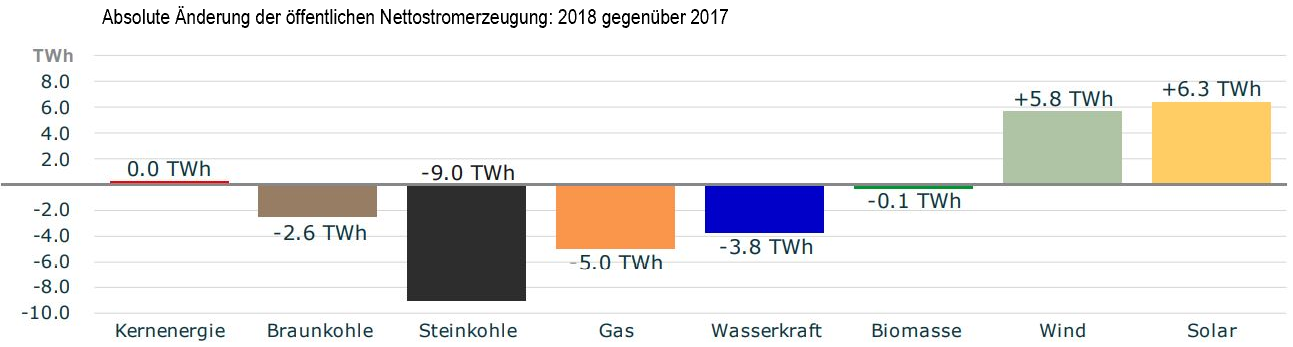 Absolute Änderung der öffentlichen Nettostromerzeugung: 2018 gegenüber 2017
TWh
8.0
6.0
4.0
2.0
-2.0
-4.0
-6.0
-8.0
-10.0
0.0 TWh
-2.6 TWh
-9.0 TWh
-5.0 TWh
-3.8 TWh
-0.1 TWh
+5.8 TWh
+6.3 TWh
Kernenergie
Braunkohle
Steinkohle
Gas
Wasserkraft
Biomasse
Wind
Solar